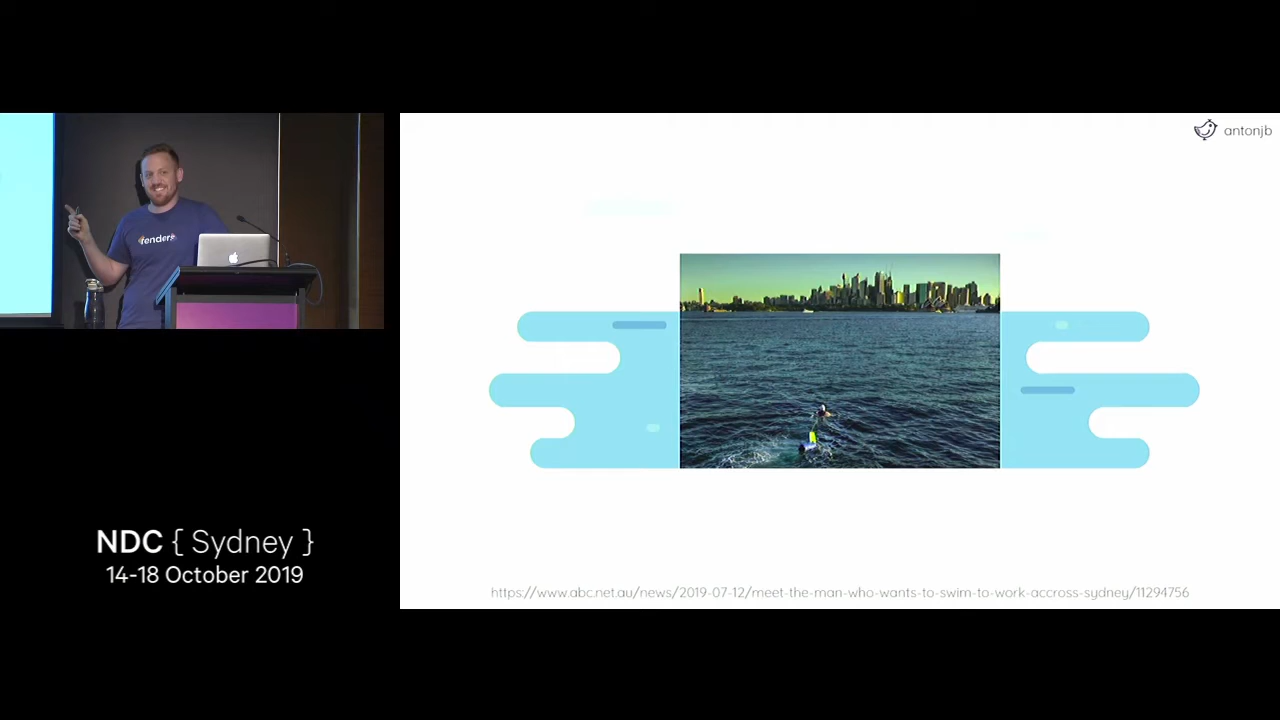 antonjb
render
NDC { Sydney }
14-18 October 2019
https://www.abc.net.au/news/2019-07-12/meet-the-man-who-wants-to-swim-to-work-accross-sydney/11294756